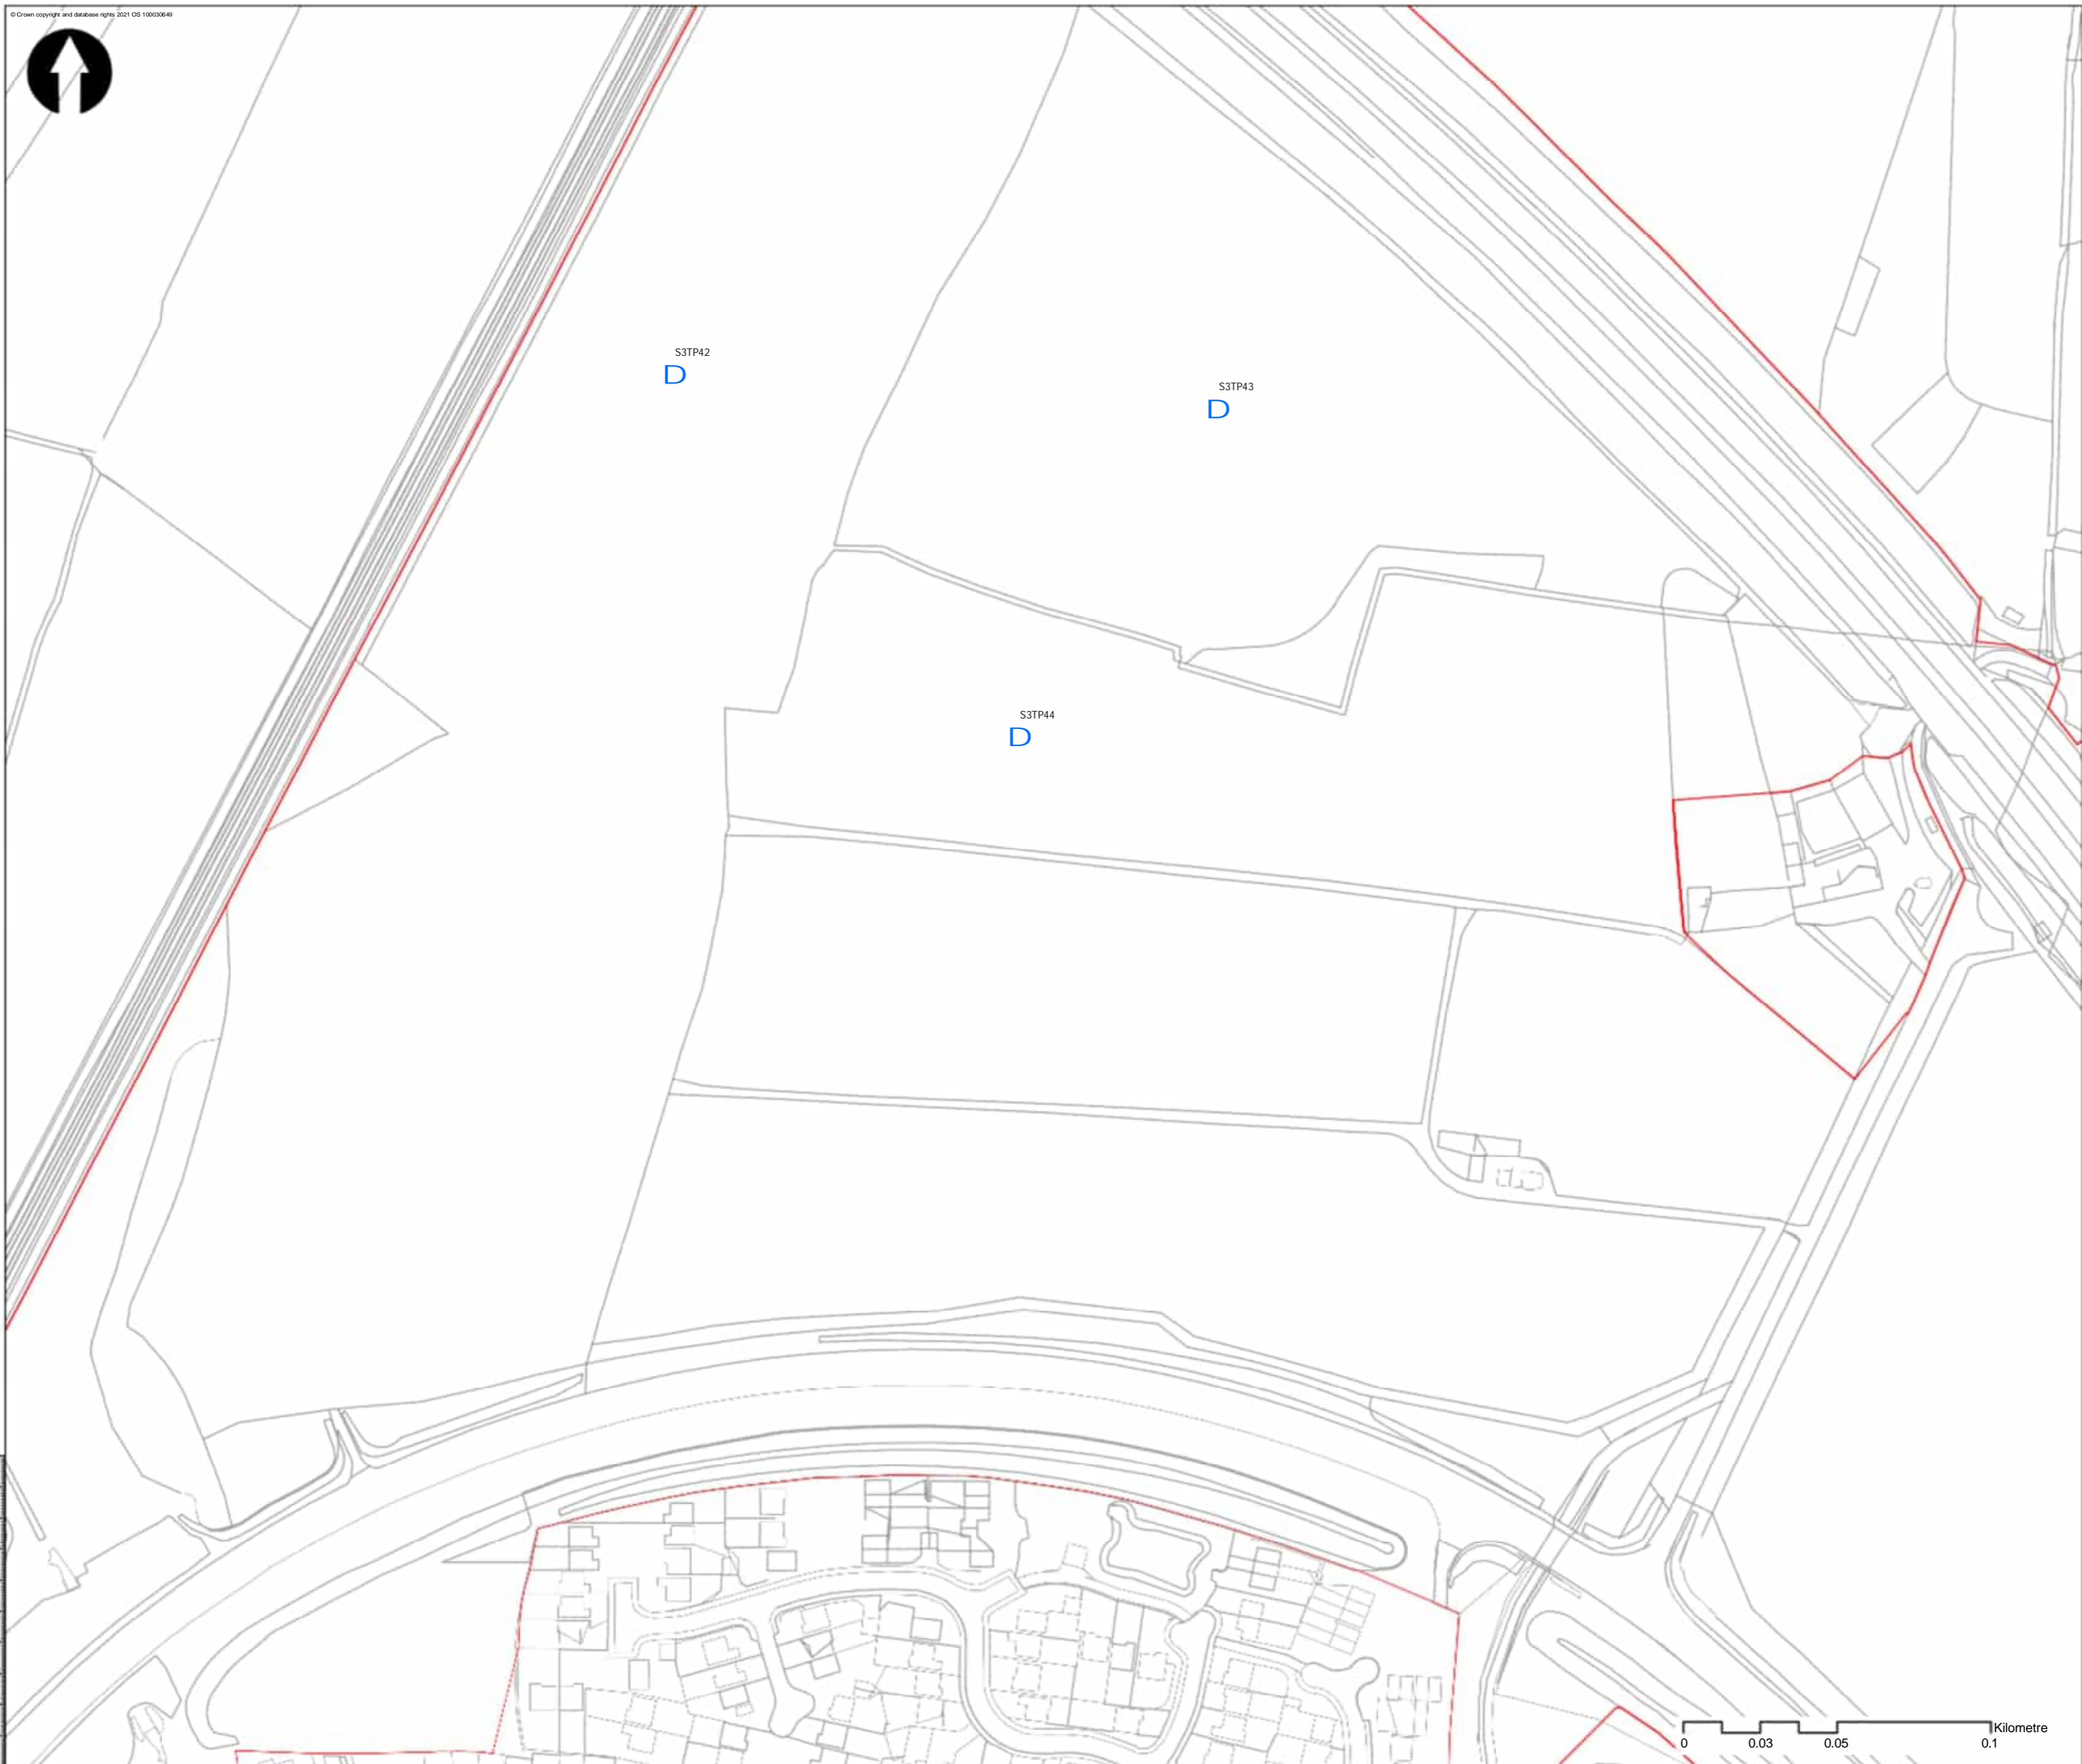 © Crown copyright and database rights 2021 OS 100030649
S3TP42
D
S3TP43
D
S3TP44
D
Kilometre
0 0.03 0.05 0.1